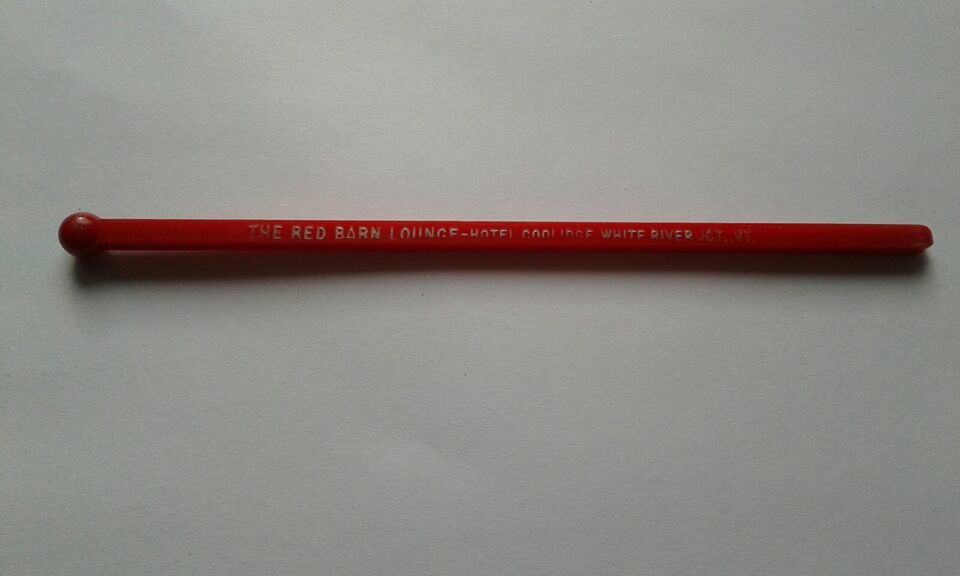 THE RED BARN LOUNGE-HOTEL COOLIDGE WHITE RIVER JCT., VT.